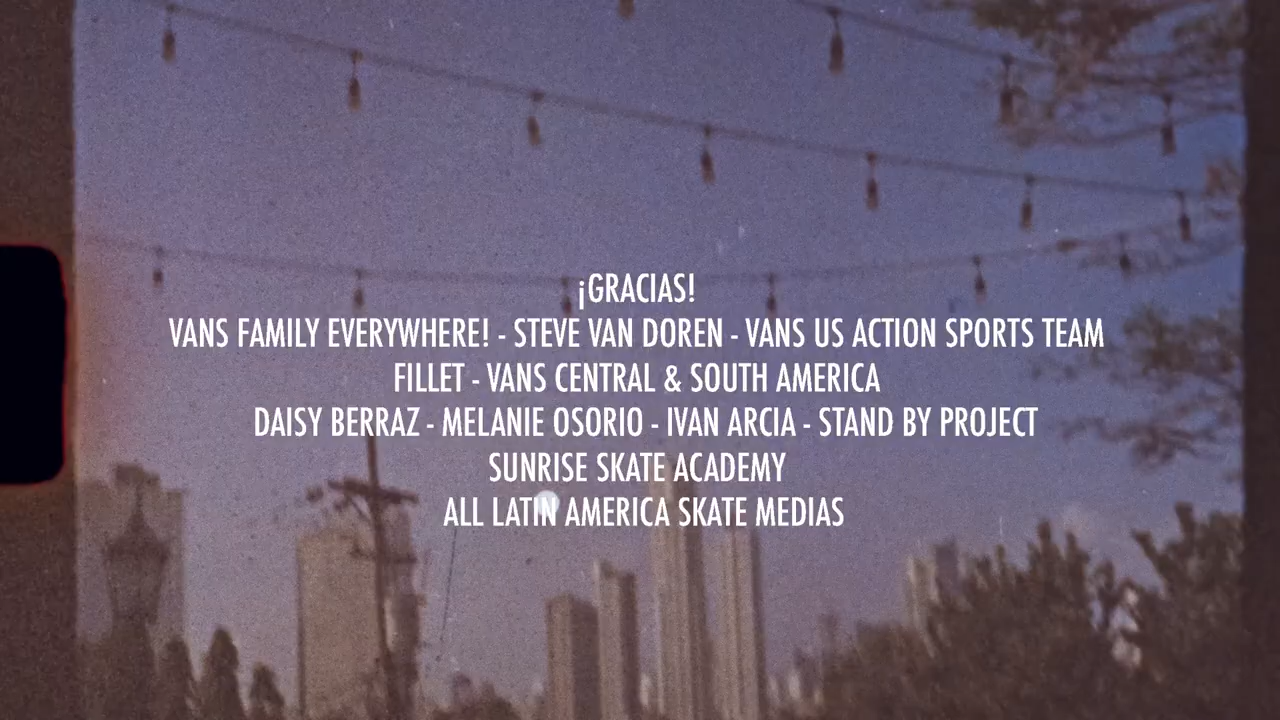 ¡GRACIAS!
VANS FAMILY EVERYWHERE! - STEVE VAN DOREN - VANS US ACTION SPORTS TEAM
FILLET - VANS CENTRAL & SOUTH AMERICA
DAISY BERRAZ - MELANIE OSORIO - IVAN ARCIA - STAND BY PROJECT
SUNRISE SKATE ACADEMY
ALL LATIN AMERICA SKATE MEDIAS